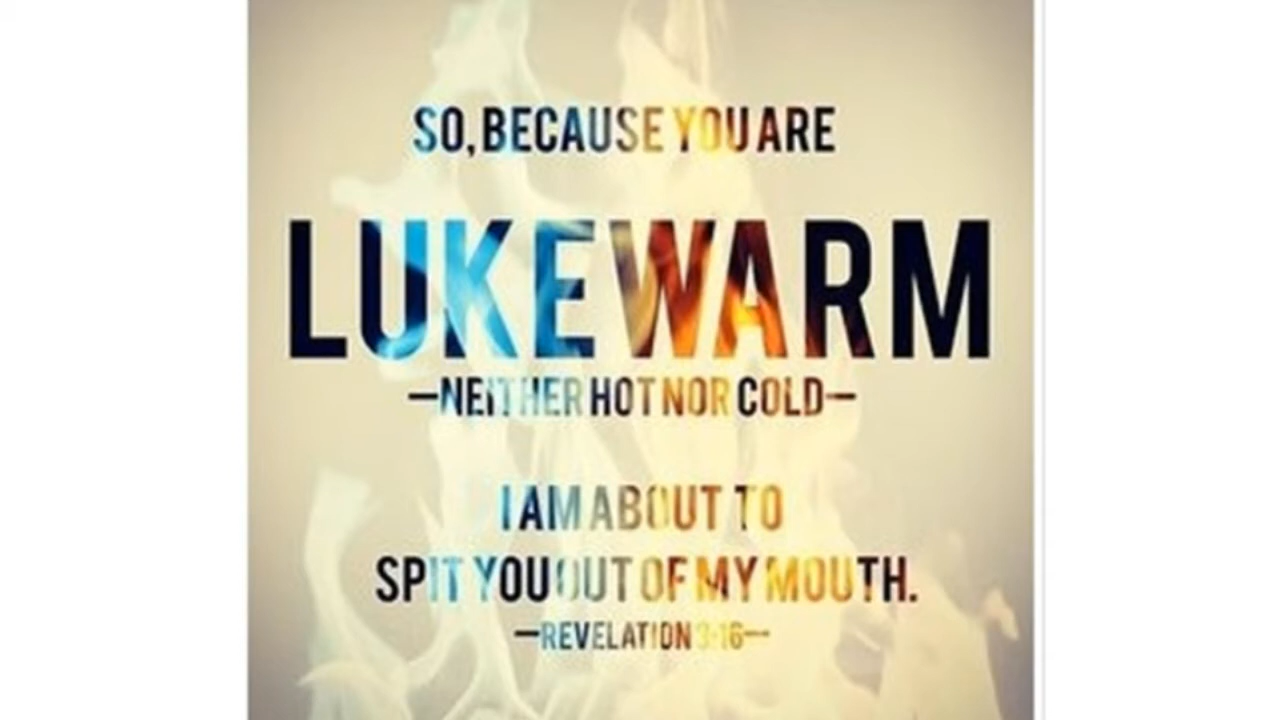 SO, BECAUSE YOU ARE
LUKEWARM
—NEITHER HOT NOR COLD—
I AM ABOUT TO
SPIT YOU OUT OF MY MOUTH.
—REVELATION 3:16—